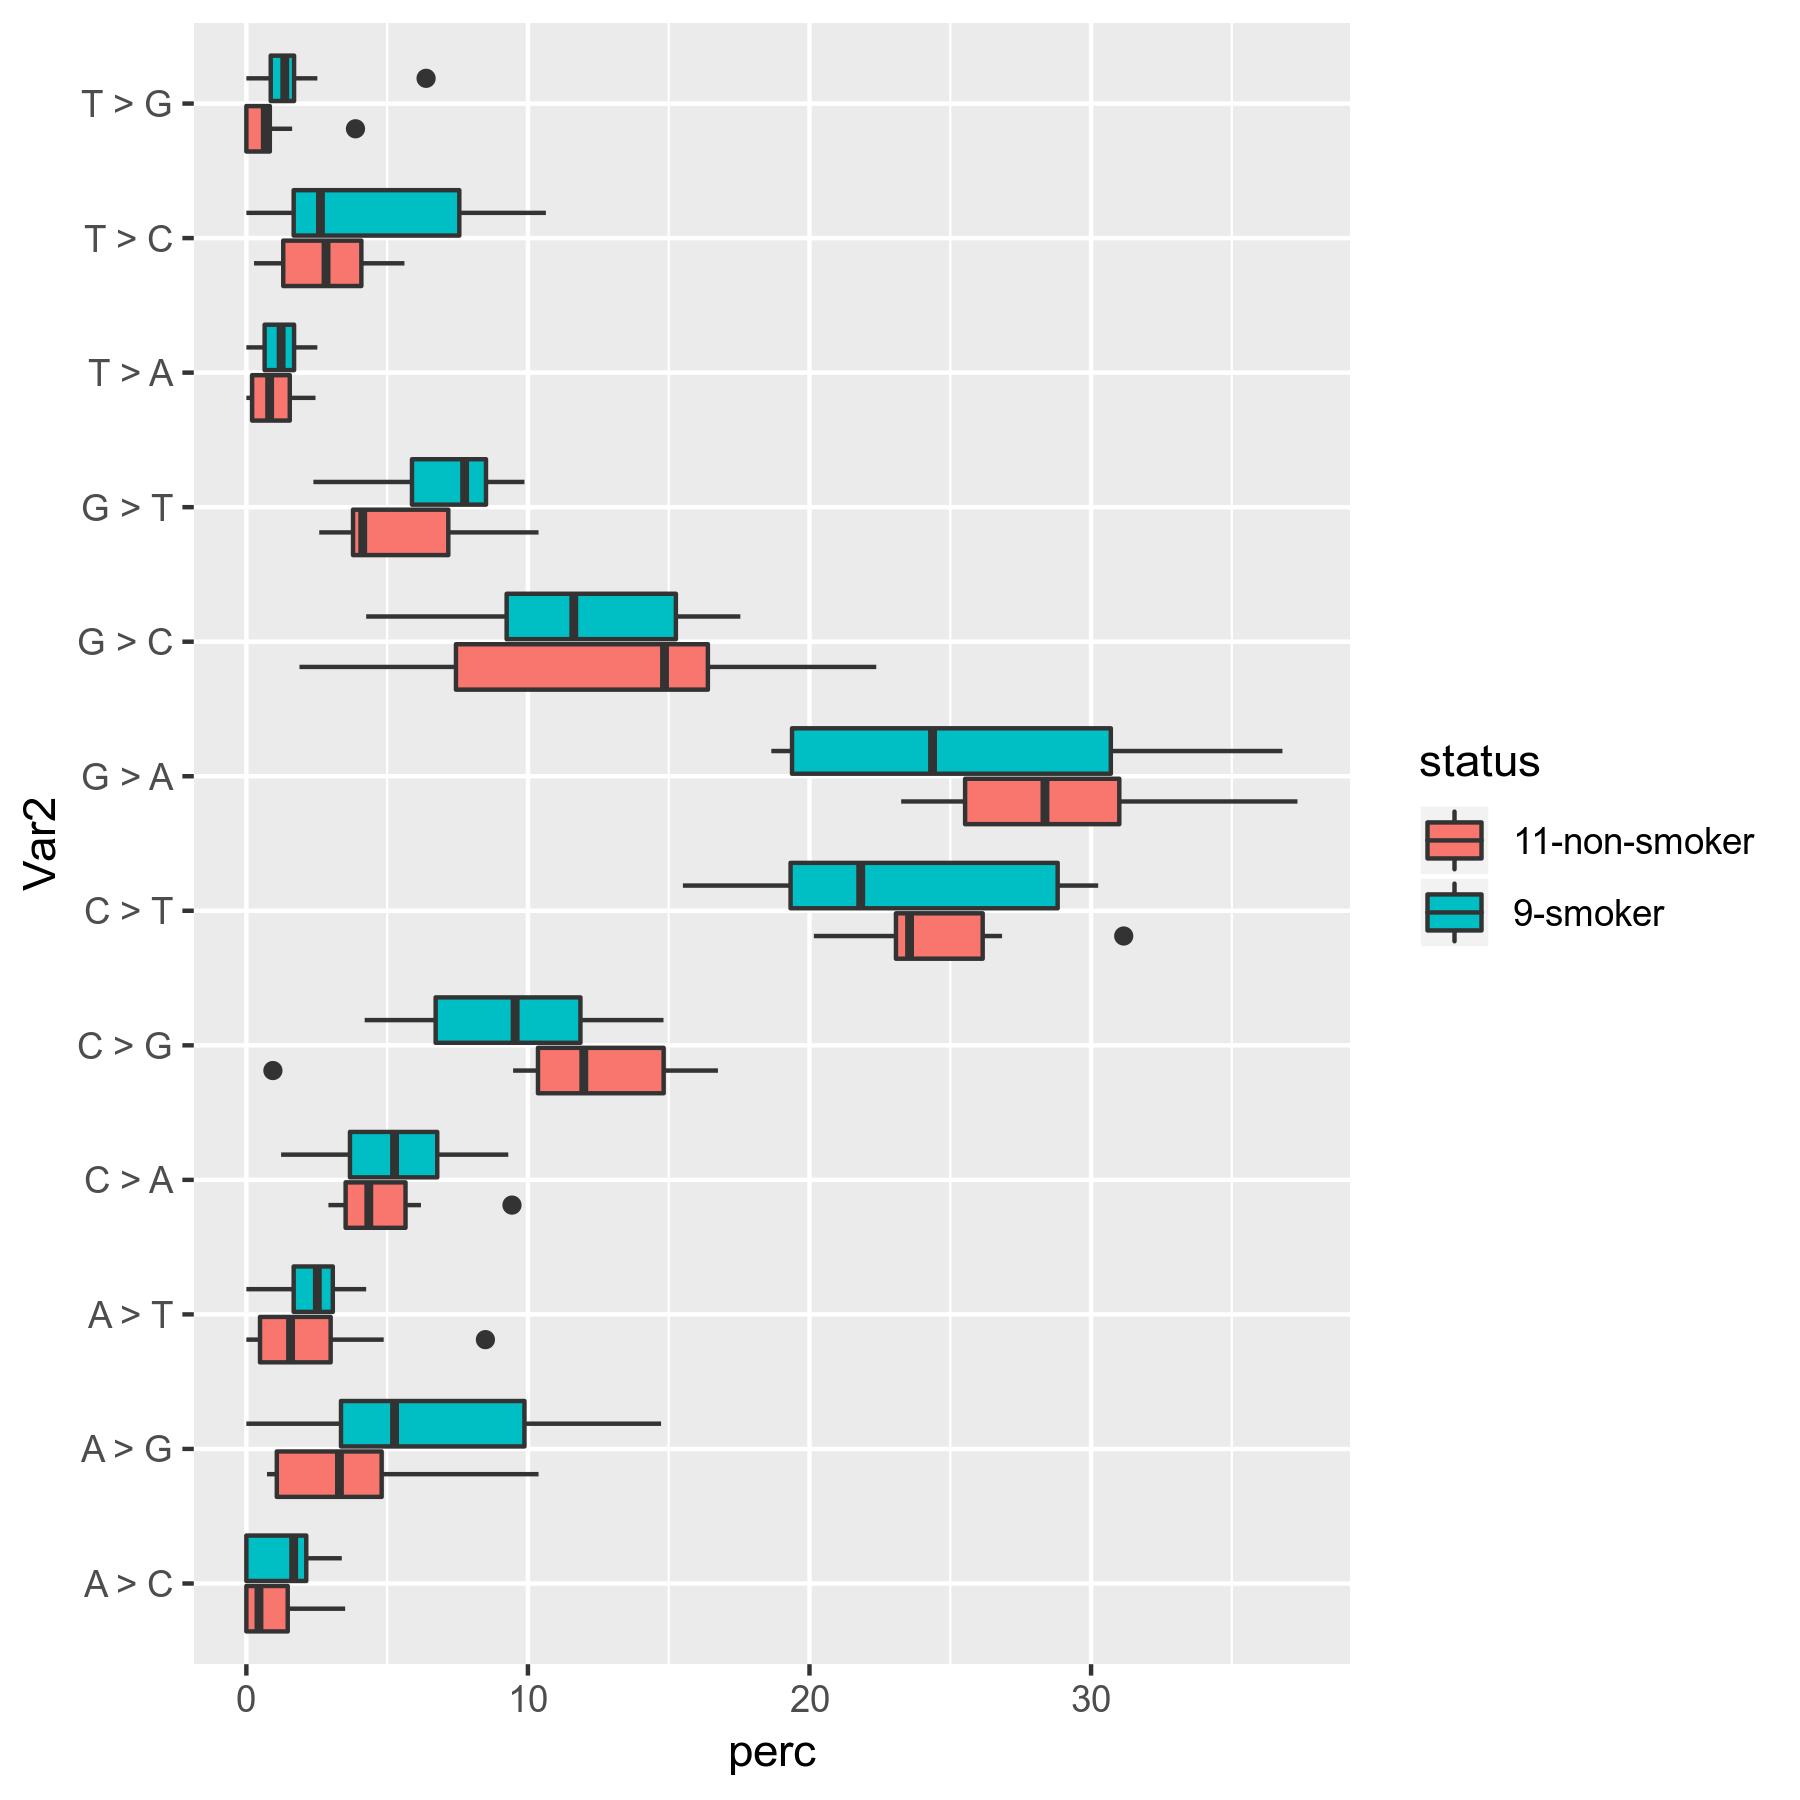 T > G
T > C
T > A
G > T
G > C
G > A
C > T
C > G
C > A
A > T
A > G
A > C
Var2
0 10 20 30
perc
status
11-non-smoker
9-smoker